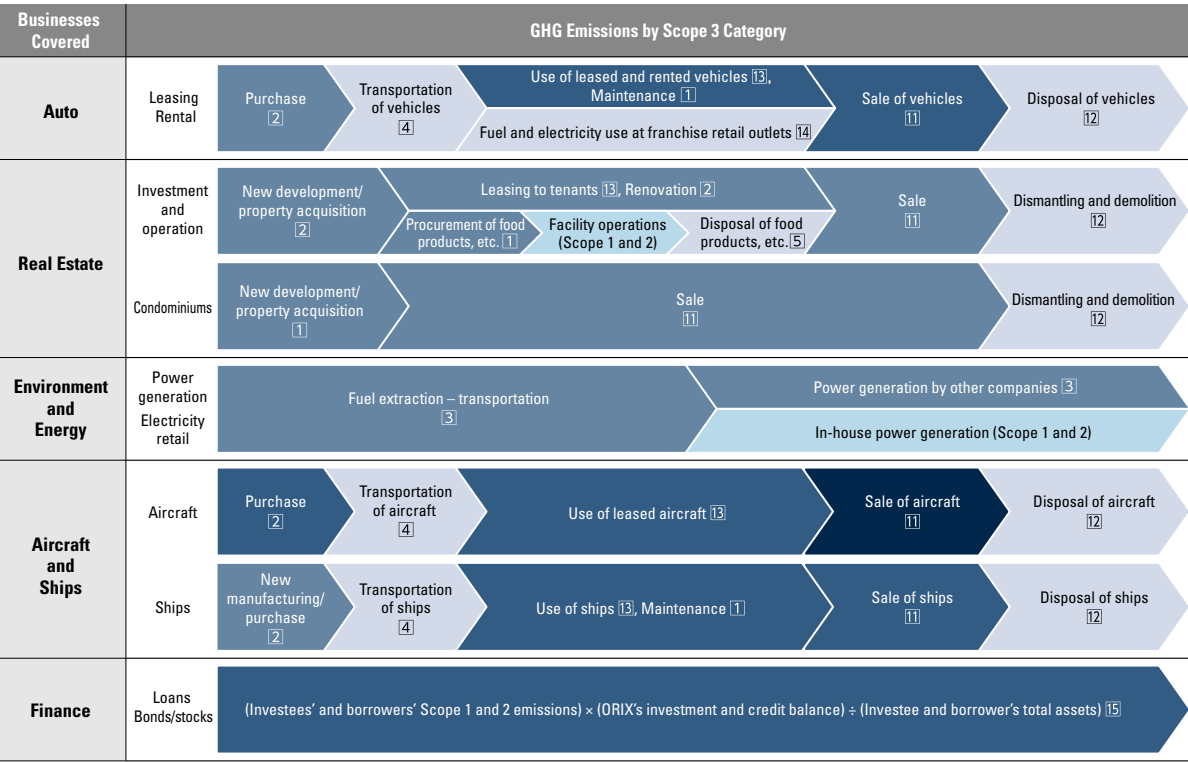 Businesses
Covered
GHG Emissions by Scope 3 Category
Auto
Leasing
Rental
Purchase
2
Transportation
of vehicles
4
Use of leased and rented vehicles 13,
Maintenance 1
Fuel and electricity use at franchise retail outlets 14
Sale of vehicles
11
Disposal of vehicles
12
Real Estate
Investment
and
operation
New development/
property acquisition
2
Leasing to tenants 13, Renovation 2
Procurement of food
products, etc. 1
Facility operations
(Scope 1 and 2)
Disposal of food
products, etc. 5
Sale
11
Dismantling and demolition
12
Condominiums
New development/
property acquisition
1
Sale
11
Dismantling and demolition
12
Environment
and
Energy
Power
generation
Electricity
retail
Fuel extraction – transportation
3
Power generation by other companies 3
In-house power generation (Scope 1 and 2)
Aircraft
and
Ships
Aircraft
Purchase
2
Transportation
of aircraft
4
Use of leased aircraft 13
Sale of aircraft
11
Disposal of aircraft
12
Ships
New
manufacturing/
purchase
2
Transportation
of ships
4
Use of ships 13, Maintenance 1
Sale of ships
11
Disposal of ships
12
Finance
Loans
Bonds/stocks
(Investees' and borrowers' Scope 1 and 2 emissions) × (ORIX's investment and credit balance) ÷ (Investee and borrower's total assets) 15